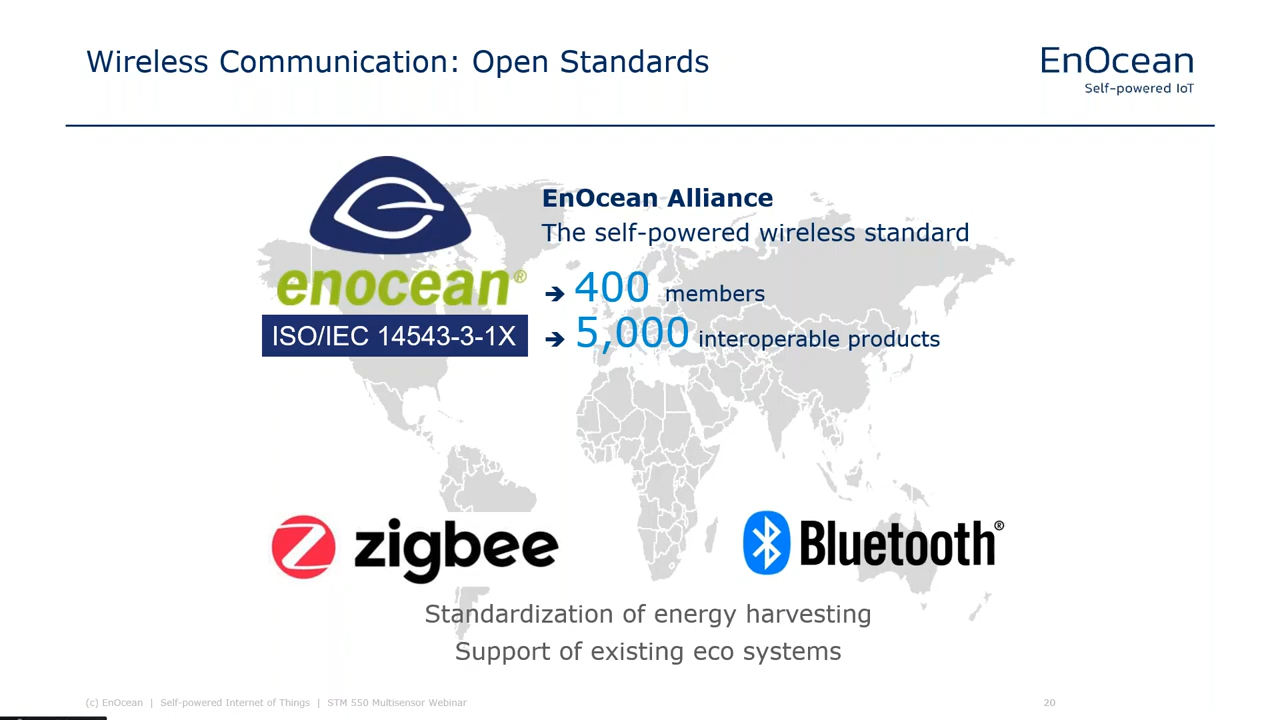 Wireless Communication: Open Standards
EnOcean
Self-powered IoT
enocean®
ISO/IEC 14543-3-1X
EnOcean Alliance
The self-powered wireless standard
➔ 400 members
➔ 5,000 interoperable products
zigbee
Bluetooth®
Standardization of energy harvesting
Support of existing eco systems
(c) EnOcean | Self-powered Internet of Things | STM 550 Multisensor Webinar
20